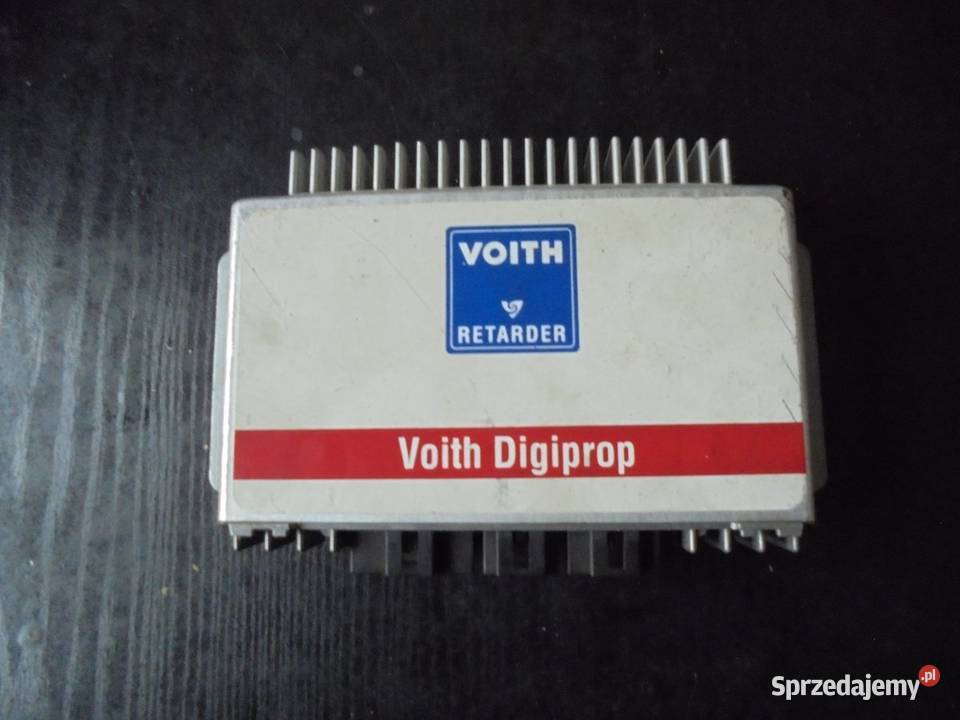 VOITH
RETARDER
Voith Digiprop
Sprzedajemy.pl